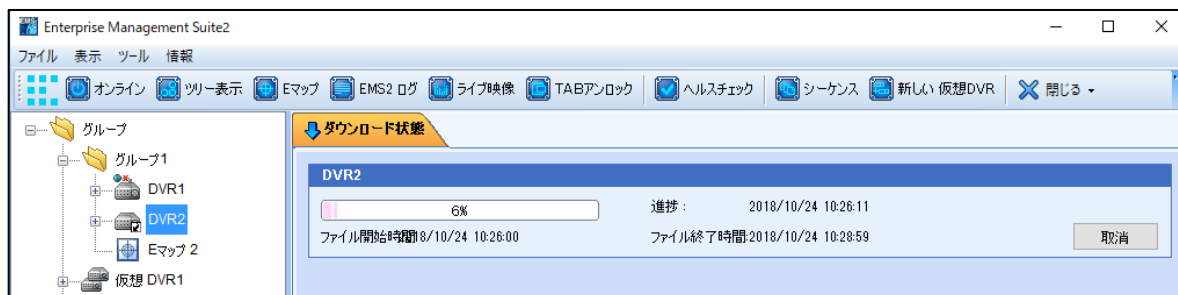 Enterprise Management Suite2
ファイル 表示 ツール 情報
オンライン ツリー表示 Eマップ EMS2 ログ ライブ映像 TABアンロック ヘルスチェック シーケンス 新しい 仮想DVR 閉じる
グループ
グループ1
DVR1
DVR2
Eマップ 2
仮想 DVR1
ダウンロード状態
DVR2
6% 進捗: 2018/10/24 10:26:11
ファイル開始時間 18/10/24 10:26:00 ファイル終了時間:2018/10/24 10:28:59 取消